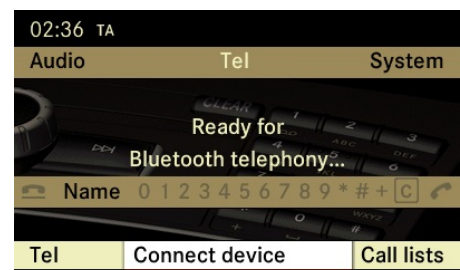 02:36 TA
Audio Tel System
CLEAR
Ready for
Bluetooth telephony...
Name 0 1 2 3 4 5 6 7 8 9 * # + C
Tel Connect device Call lists